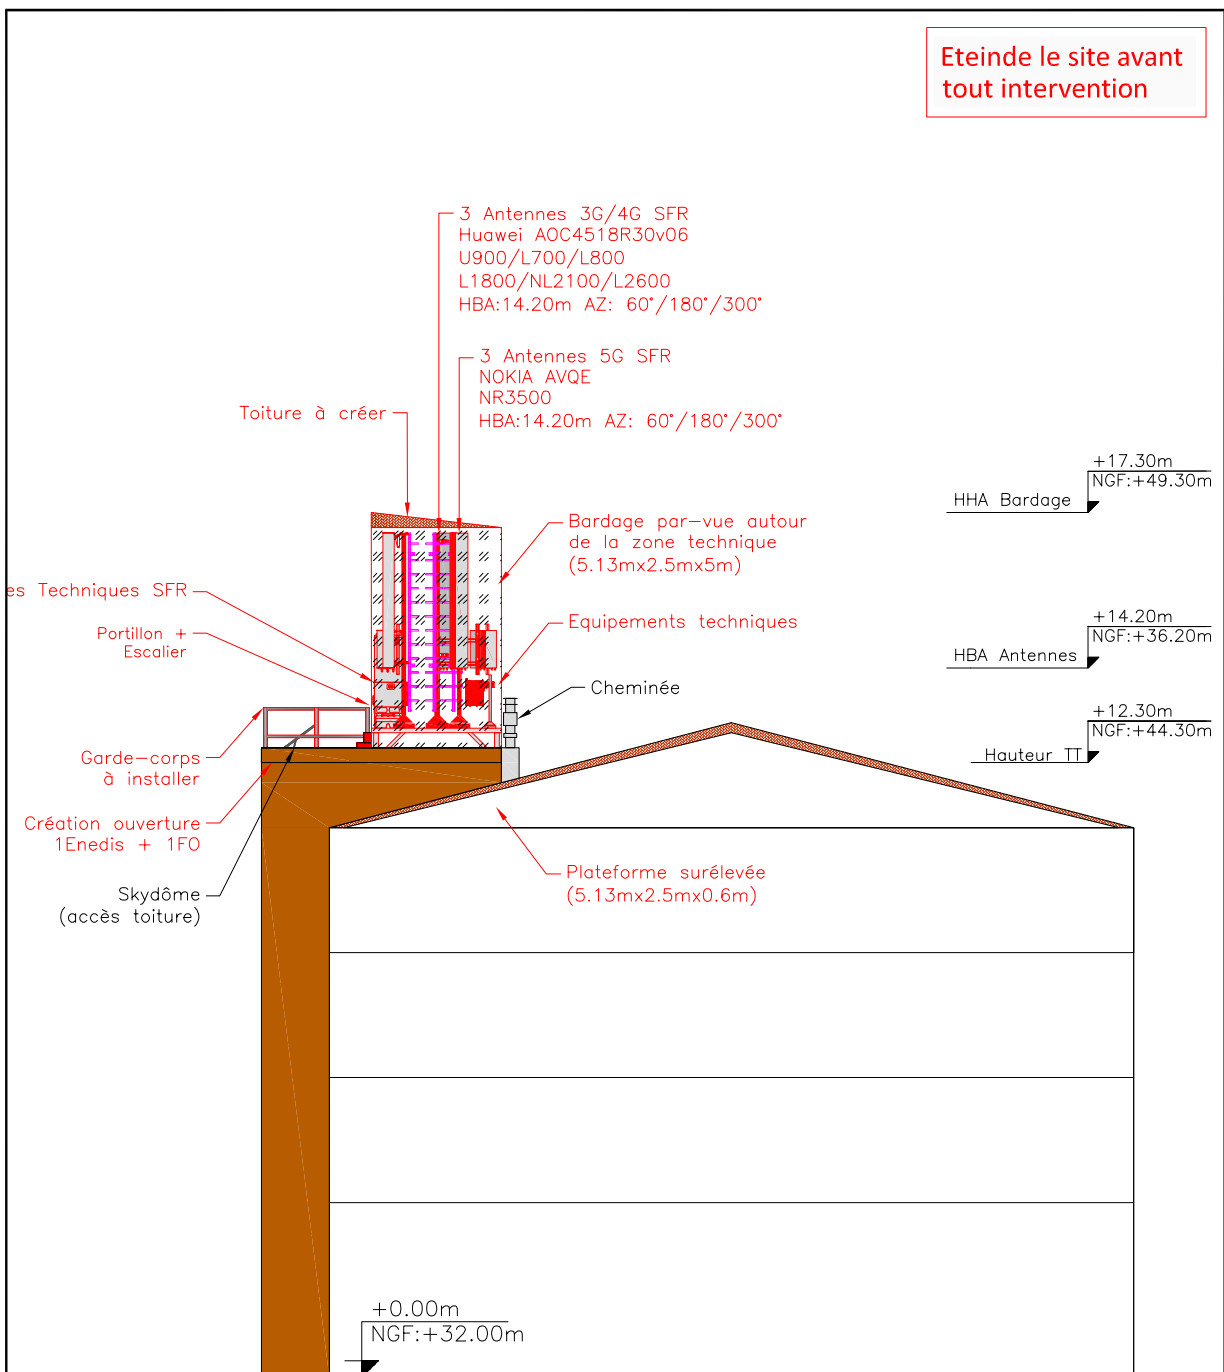 Eteinde le site avant
tout intervention
3 Antennes 3G/4G SFR
Huawei AOC4518R30v06
U900/L700/L800
L1800/NL2100/L2600
HBA:14.20m AZ: 60°/180°/300°
3 Antennes 5G SFR
NOKIA AVQE
NR3500
HBA:14.20m AZ: 60°/180°/300°
Toiture à créer
+17.30m
NGF:+49.30m
HHA Bardage
Bardage par-vue autour
de la zone technique
(5.13mx2.5mx5m)
es Techniques SFR
Portillon +
Escalier
Equipements techniques
+14.20m
NGF:+36.20m
HBA Antennes
Cheminée
+12.30m
NGF:+44.30m
Hauteur TT
Garde-corps
à installer
Création ouverture
1Enedis + 1FO
Skydôme
(accès toiture)
Plateforme surélevée
(5.13mx2.5mx0.6m)
+0.00m
NGF:+32.00m